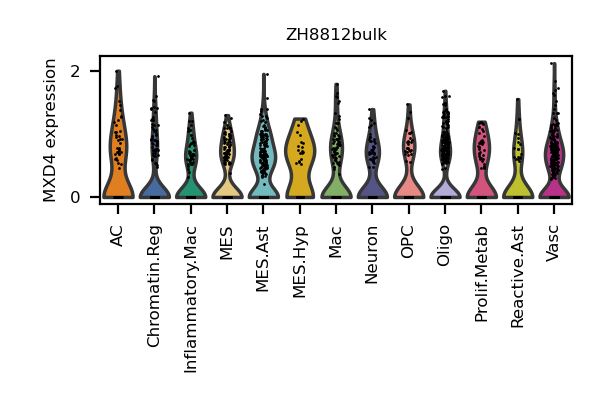 ZH8812bulk
MXD4 expression
2
0
AC
Chromatin.Reg
Inflammatory.Mac
MES
MES.Ast
MES.Hyp
Mac
Neuron
OPC
Oligo
Prolif.Metab
Reactive.Ast
Vasc